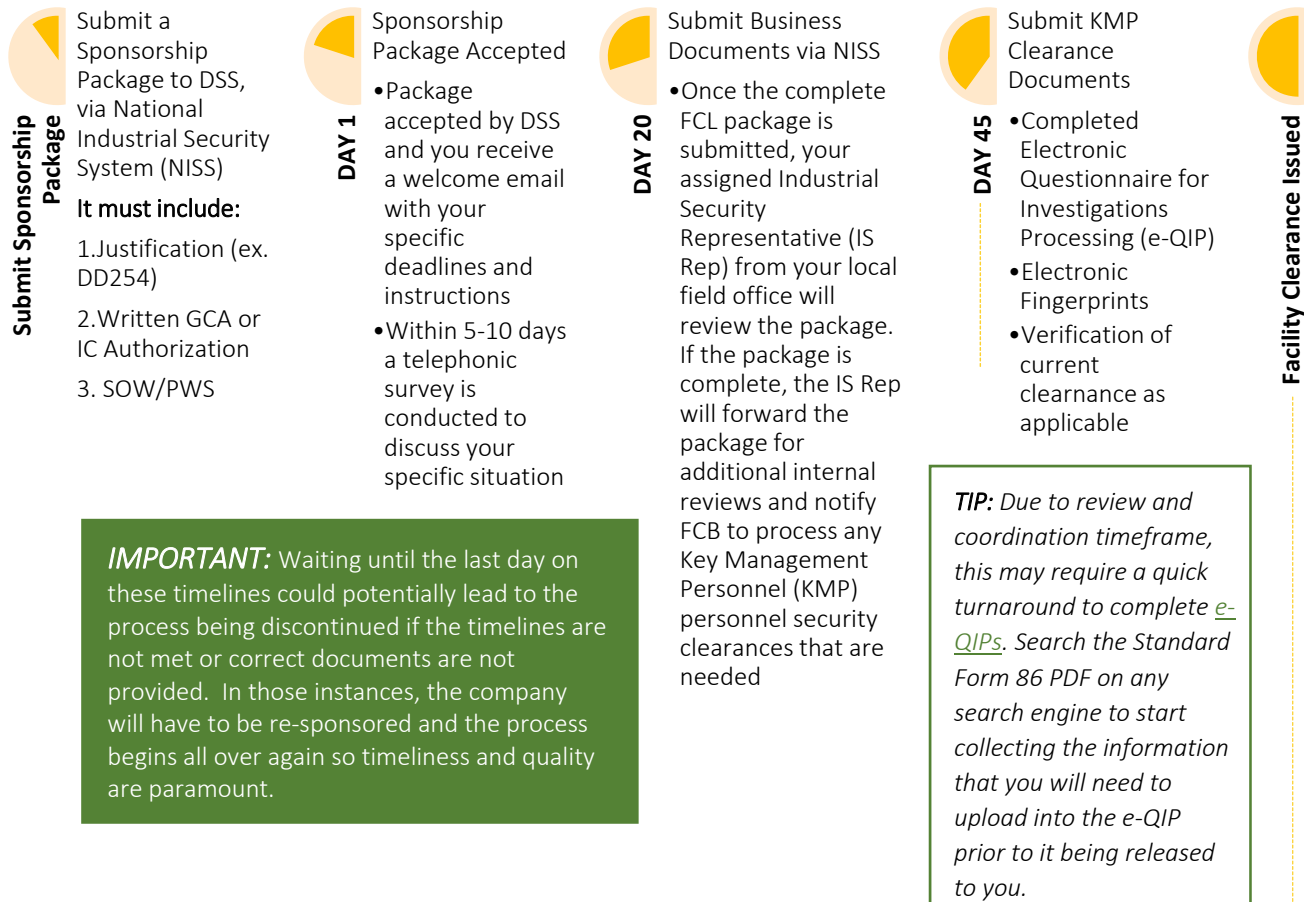 Submit Sponsorship
Package
Submit a
Sponsorship
Package to DSS,
via National
Industrial Security
System (NISS)
It must include:
1.Justification (ex.
DD254)
2.Written GCA or
IC Authorization
3. SOW/PWS
DAY 1
Sponsorship
Package Accepted
•Package
accepted by DSS
and you receive
a welcome email
with your
specific
deadlines and
instructions
•Within 5-10 days
a telephonic
survey is
conducted to
discuss your
specific situation
DAY 20
Submit Business
Documents via NISS
•Once the complete
FCL package is
submitted, your
assigned Industrial
Security
Representative (IS
Rep) from your local
field office will
review the package.
If the package is
complete, the IS Rep
will forward the
package for
additional internal
reviews and notify
FCB to process any
Key Management
Personnel (KMP)
personnel security
clearances that are
needed
DAY 45
Submit KMP
Clearance
Documents
•Completed
Electronic
Questionnaire for
Investigations
Processing (e-QIP)
•Electronic
Fingerprints
•Verification of
current
clearnance as
applicable
Facility Clearance Issued
IMPORTANT: Waiting until the last day on
these timelines could potentially lead to the
process being discontinued if the timelines are
not met or correct documents are not
provided.  In those instances, the company
will have to be re-sponsored and the process
begins all over again so timeliness and quality
are paramount.
TIP: Due to review and
coordination timeframe,
this may require a quick
turnaround to complete e-
QIPs. Search the Standard
Form 86 PDF on any
search engine to start
collecting the information
that you will need to
upload into the e-QIP
prior to it being released
to you.